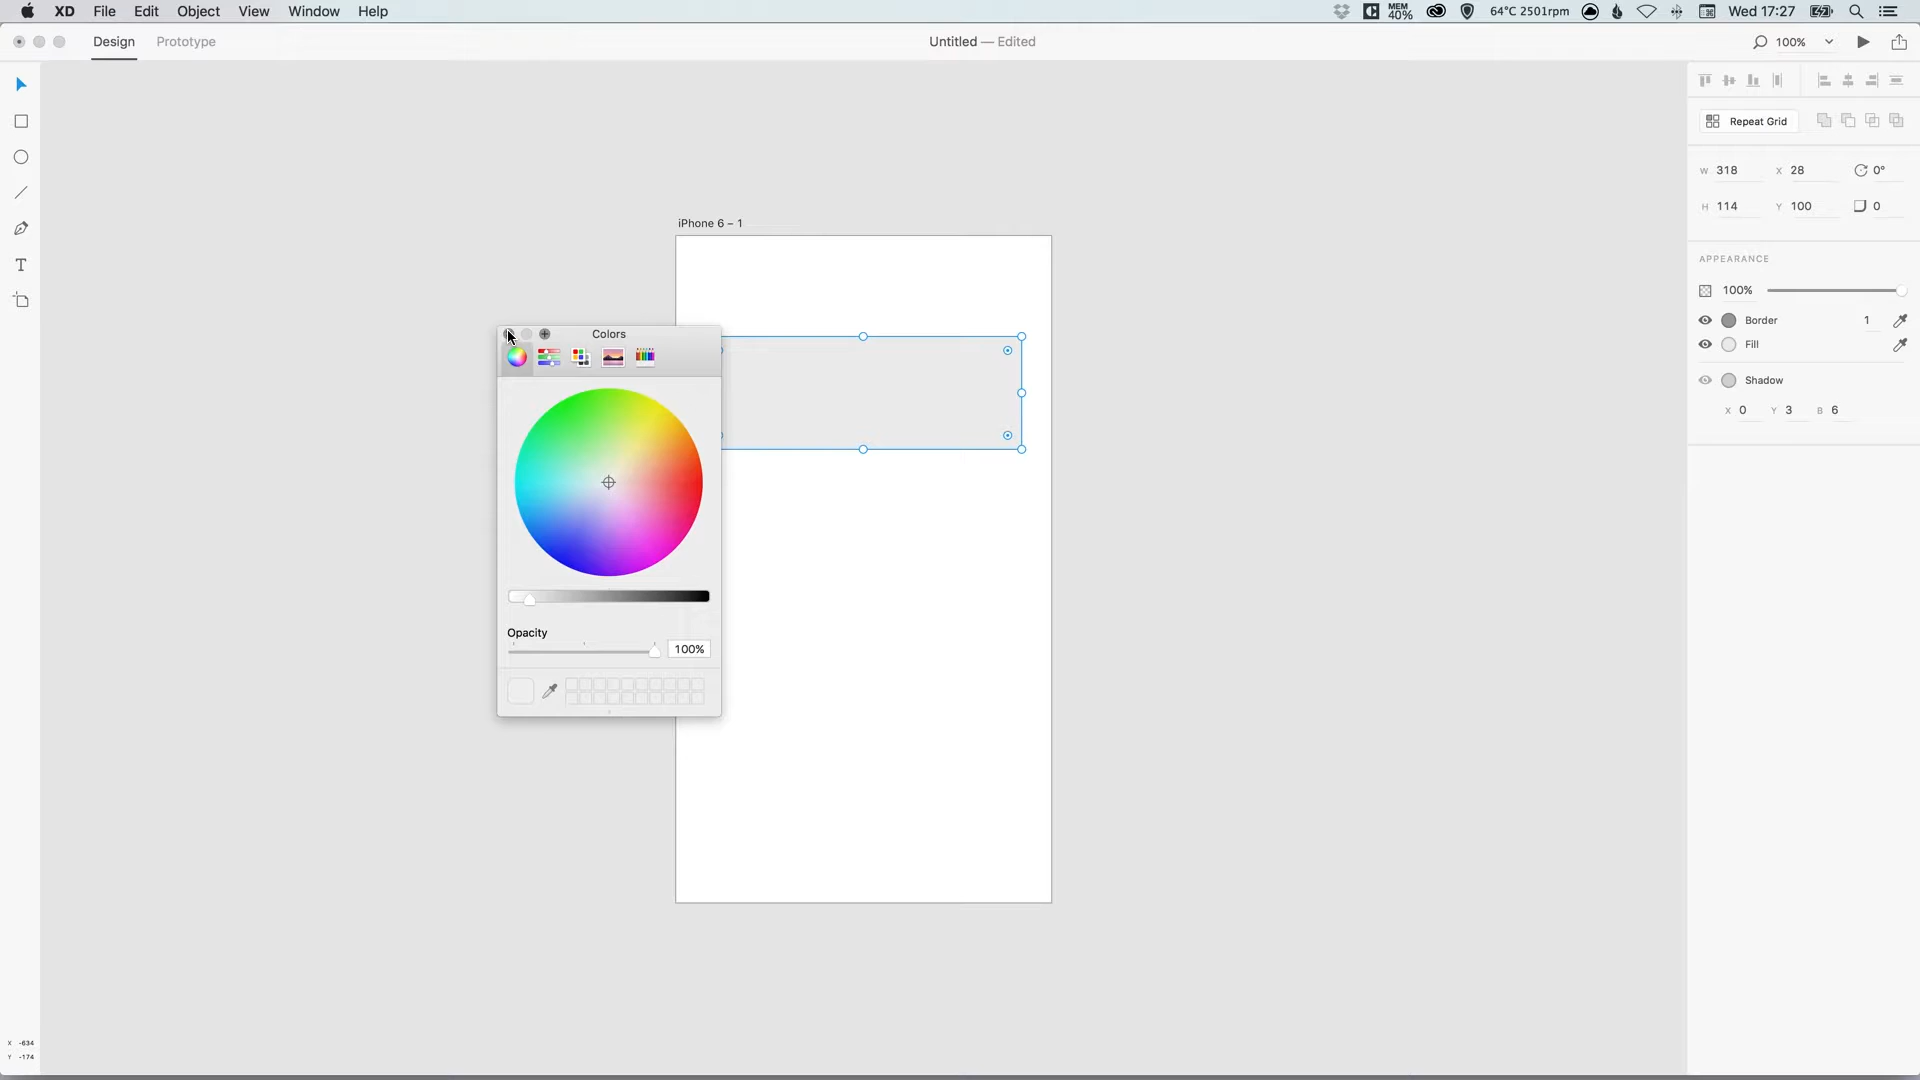 XD File Edit Object View Window Help MEM 40% 64°C 2501rpm Wed 17:27
Design Prototype Untitled — Edited 100%
Repeat Grid
W 318 X 28 0°
H 114 Y 100 0
iPhone 6 – 1
APPEARANCE
100%
Border 1
Fill
Shadow
X 0 Y 3 B 6
Colors
Opacity
100%
X -634
Y -174